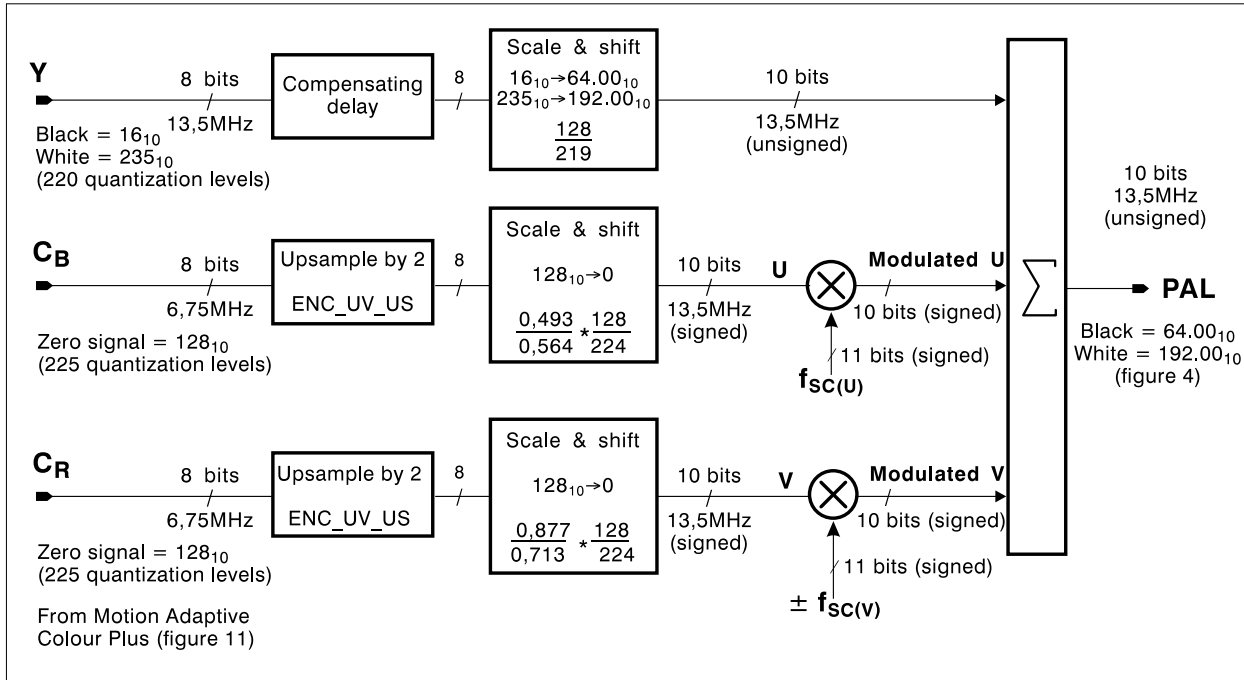 Y
8 bits
13,5MHz
Black = 16₁₀
White = 235₁₀
(220 quantization levels)
Compensating
delay
8
Scale & shift
16₁₀→64.00₁₀
235₁₀→192.00₁₀
128
219
10 bits
13,5MHz
(unsigned)
C_B
8 bits
6,75MHz
Zero signal = 128₁₀
(225 quantization levels)
Upsample by 2
ENC_UV_US
8
Scale & shift
128₁₀→0
0,493 * 128
0,564 224
10 bits
13,5MHz
(signed)
U
Modulated U
10 bits (signed)
11 bits (signed)
f_SC(U)
C_R
8 bits
6,75MHz
Zero signal = 128₁₀
(225 quantization levels)
From Motion Adaptive
Colour Plus (figure 11)
Upsample by 2
ENC_UV_US
8
Scale & shift
128₁₀→0
0,877 * 128
0,713 224
10 bits
13,5MHz
(signed)
V
Modulated V
10 bits (signed)
11 bits (signed)
± f_SC(V)
Σ
10 bits
13,5MHz
(unsigned)
PAL
Black = 64.00₁₀
White = 192.00₁₀
(figure 4)